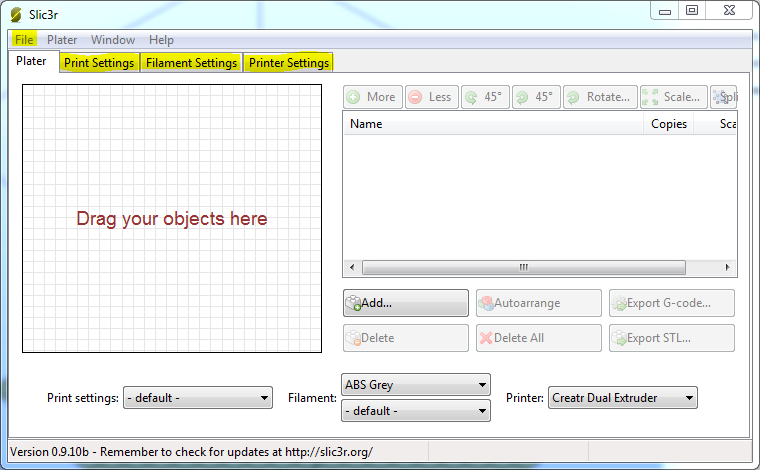 Slic3r
File Plater Window Help
Plater Print Settings Filament Settings Printer Settings
More Less 45° 45° Rotate... Scale... Spli
Name Copies Sca
Drag your objects here
Add... Autoarrange Export G-code...
Delete Delete All Export STL...
Print settings: - default - Filament: ABS Grey Printer: Creatr Dual Extruder
- default -
Version 0.9.10b - Remember to check for updates at http://slic3r.org/